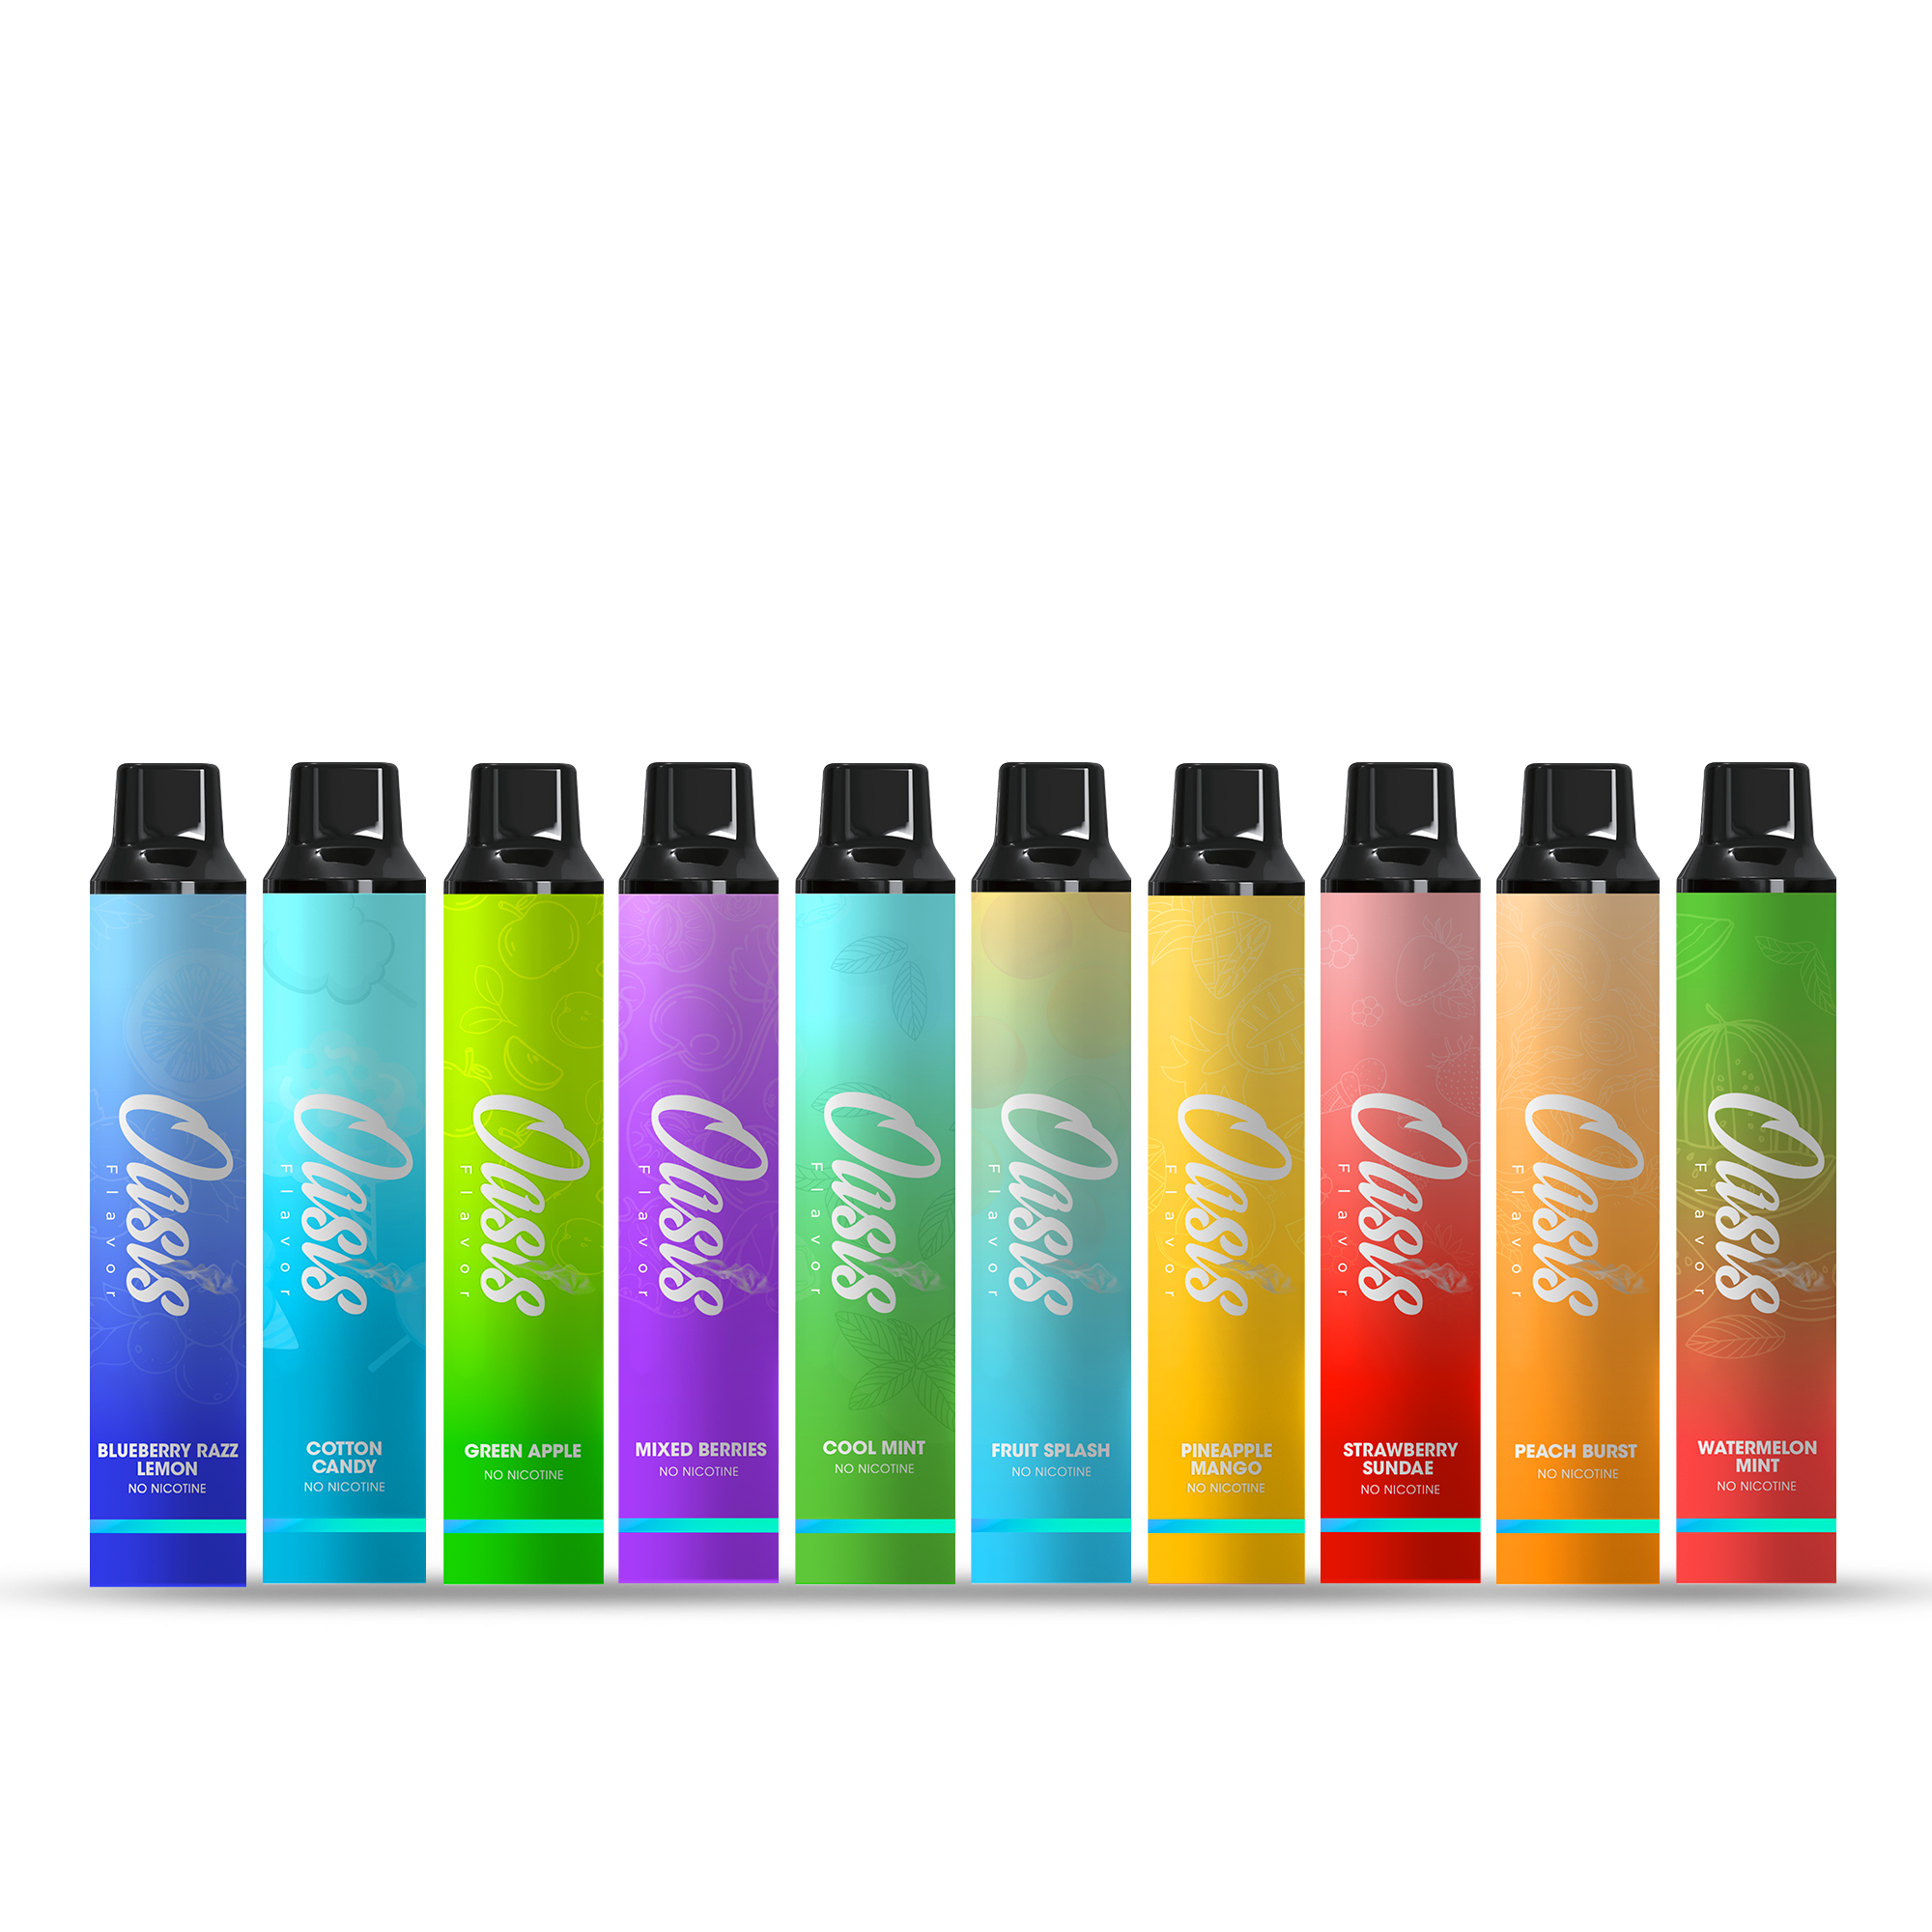 Oasis
Flavor
BLUEBERRY RAZZ
LEMON
NO NICOTINE
Oasis
Flavor
COTTON
CANDY
NO NICOTINE
Oasis
Flavor
GREEN APPLE
NO NICOTINE
Oasis
Flavor
MIXED BERRIES
NO NICOTINE
Oasis
Flavor
COOL MINT
NO NICOTINE
Oasis
Flavor
FRUIT SPLASH
NO NICOTINE
Oasis
Flavor
PINEAPPLE
MANGO
NO NICOTINE
Oasis
Flavor
STRAWBERRY
SUNDAE
NO NICOTINE
Oasis
Flavor
PEACH BURST
NO NICOTINE
Oasis
Flavor
WATERMELON
MINT
NO NICOTINE